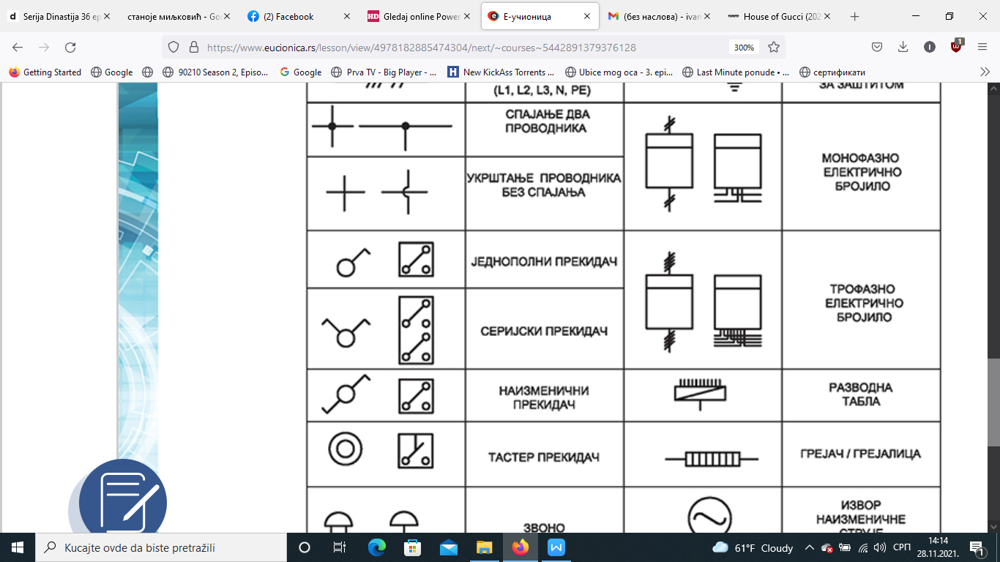 Serija Dinastija 36 ep
станоје миљковић - Go
(2) Facebook
Gledaj online Power
Е-учионица
(без наслова) - ivan
House of Gucci (202
https://www.eucionica.rs/lesson/view/4978182885474304/next/~courses~5442891379376128
300%
1
Getting Started
Google
90210 Season 2, Episo...
Google
Prva TV - Big Player - ...
New KickAss Torrents ...
Ubice mog oca - 3. epi...
Last Minute ponude • ...
сертификати
(L1, L2, L3, N, PE)
ЗА ЗАШТИТОМ
СПАЈАЊЕ ДВА
ПРОВОДНИКА
МОНОФАЗНО
ЕЛЕКТРИЧНО
БРОЈИЛО
УКРШТАЊЕ ПРОВОДНИКА
БЕЗ СПАЈАЊА
ЈЕДНОПОЛНИ ПРЕКИДАЧ
ТРОФАЗНО
ЕЛЕКТРИЧНО
БРОЈИЛО
СЕРИЈСКИ ПРЕКИДАЧ
НАИЗМЕНИЧНИ
ПРЕКИДАЧ
РАЗВОДНА
ТАБЛА
ТАСТЕР ПРЕКИДАЧ
ГРЕЈАЧ / ГРЕЈАЛИЦА
ЗВОНО
ИЗВОР
НАИЗМЕНИЧНЕ
СТРУЈЕ
Kucajte ovde da biste pretražili
61°F Cloudy
СРП
14:14
28.11.2021.
1